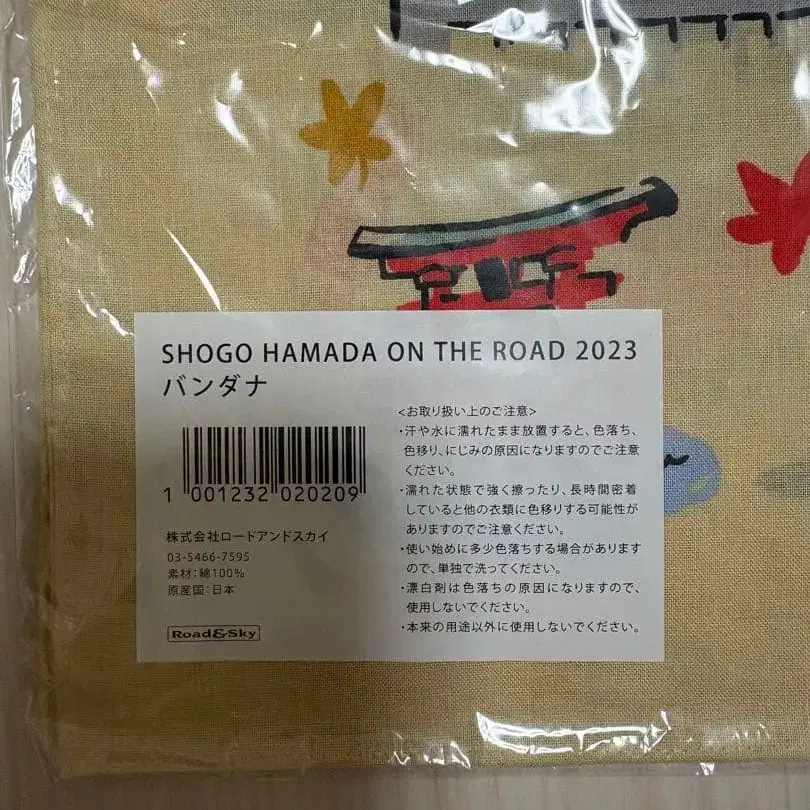 SHOGO HAMADA ON THE ROAD 2023
バンダナ
1 001232 020209
株式会社ロードアンドスカイ
03-5466-7595
素材:綿100%
原産国:日本
Road&Sky
<お取り扱い上のご注意>
・汗や水に濡れたまま放置すると、色落ち、
色移り、にじみの原因になりますのでご注意
ください。
・濡れた状態で強く擦ったり、長時間密着
していると他の衣類に色移りする可能性が
ありますのでご注意ください。
・使い始めに多少色落ちする場合があります
ので、単独で洗ってください。
・漂白剤は色落ちの原因になりますので、
使用しないでください。
・本来の用途以外に使用しないでください。